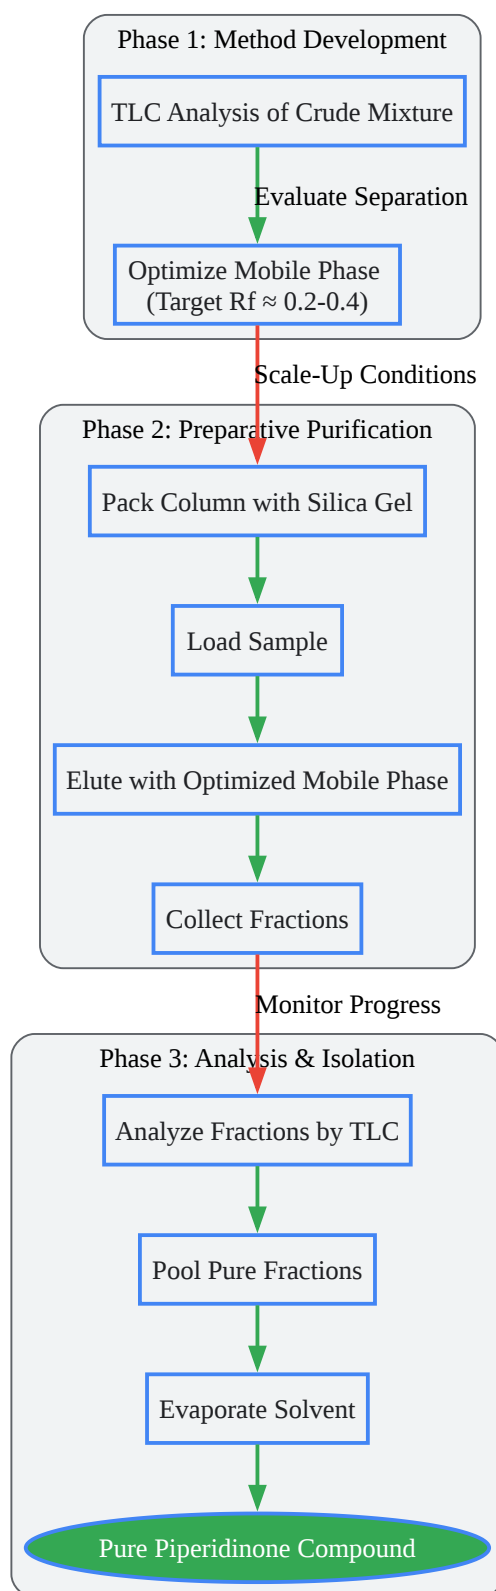 Phase 1: Method Development
TLC Analysis of Crude Mixture
Evaluate Separation
Optimize Mobile Phase
(Target Rf ≈ 0.2-0.4)
Scale-Up Conditions
Phase 2: Preparative Purification
Pack Column with Silica Gel
Load Sample
Elute with Optimized Mobile Phase
Collect Fractions
Monitor Progress
Phase 3: Analysis & Isolation
Analyze Fractions by TLC
Pool Pure Fractions
Evaporate Solvent
Pure Piperidinone Compound